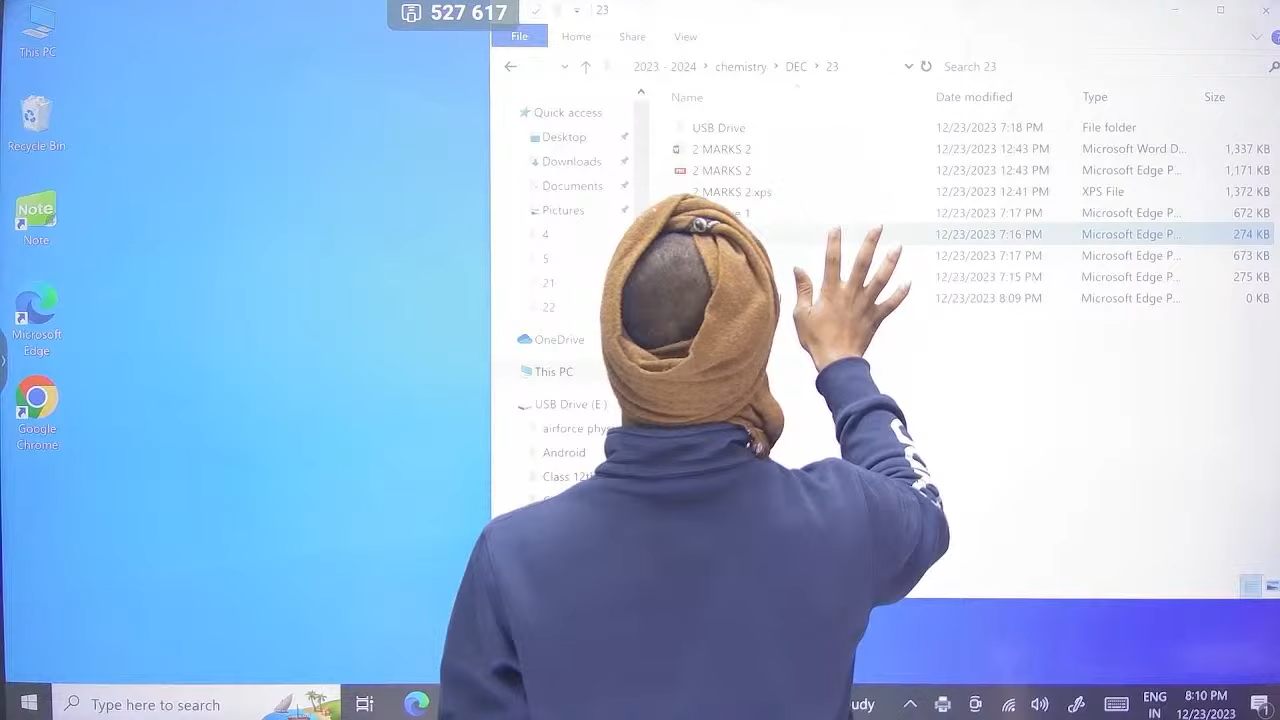 527 617
23
This PC
File Home Share View
2023 - 2024 › chemistry › DEC › 23
Search 23
Name Date modified Type Size
Quick access
Desktop
Downloads
Documents
Pictures
4
5
21
22
OneDrive
This PC
USB Drive (E:)
airforce phys
Android
Class 12th
USB Drive 12/23/2023 7:18 PM File folder
2 MARKS 2 12/23/2023 12:43 PM Microsoft Word D... 1,337 KB
2 MARKS 2 12/23/2023 12:43 PM Microsoft Edge P... 1,171 KB
2 MARKS 2.xps 12/23/2023 12:41 PM XPS File 1,372 KB
1 12/23/2023 7:17 PM Microsoft Edge P... 672 KB
12/23/2023 7:16 PM Microsoft Edge P... 274 KB
12/23/2023 7:17 PM Microsoft Edge P... 673 KB
12/23/2023 7:15 PM Microsoft Edge P... 275 KB
12/23/2023 8:09 PM Microsoft Edge P... 0 KB
Recycle Bin
Note
Note
Microsoft
Edge
Google
Chrome
Type here to search
udy
ENG
IN
8:10 PM
12/23/2023